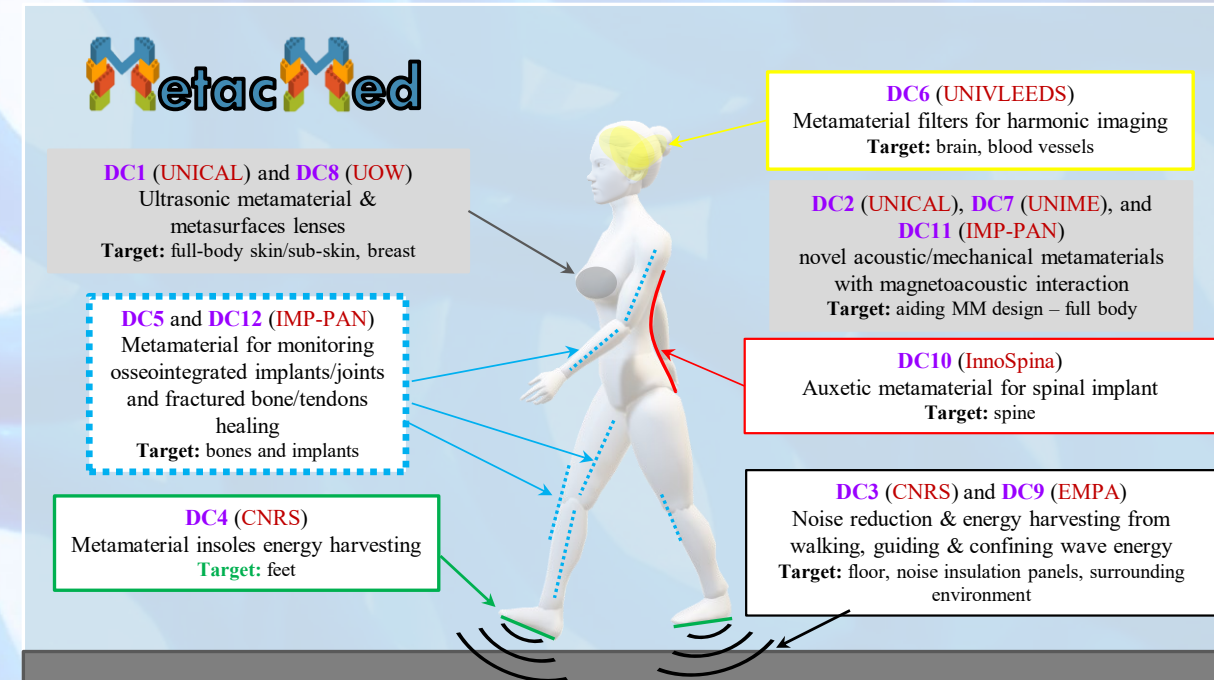 MetacMed
DC1 (UNICAL) and DC8 (UOW)
Ultrasonic metamaterial &
metasurfaces lenses
Target: full-body skin/sub-skin, breast
DC5 and DC12 (IMP-PAN)
Metamaterial for monitoring
osseointegrated implants/joints
and fractured bone/tendons
healing
Target: bones and implants
DC4 (CNRS)
Metamaterial insoles energy harvesting
Target: feet
DC6 (UNIVLEEDS)
Metamaterial filters for harmonic imaging
Target: brain, blood vessels
DC2 (UNICAL), DC7 (UNIME), and
DC11 (IMP-PAN)
novel acoustic/mechanical metamaterials
with magnetoacoustic interaction
Target: aiding MM design – full body
DC10 (InnoSpina)
Auxetic metamaterial for spinal implant
Target: spine
DC3 (CNRS) and DC9 (EMPA)
Noise reduction & energy harvesting from
walking, guiding & confining wave energy
Target: floor, noise insulation panels, surrounding
environment